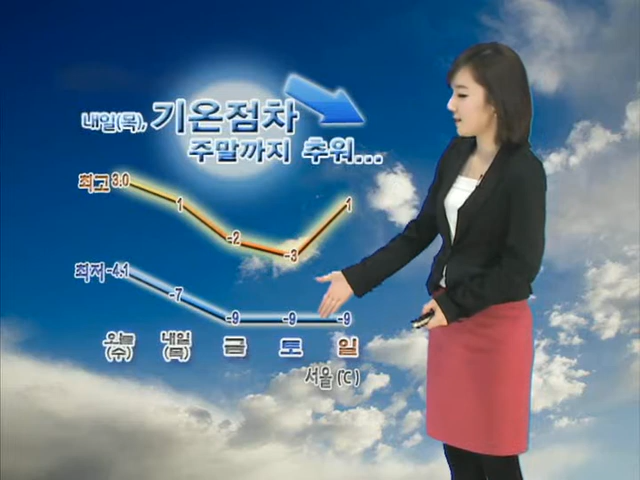 내일(목), 기온점차
주말까지 추워...
최고 3.0 1 -2 -3 1
최저 -4.1 -7 -9 -9 -9
오늘(수) 내일(목) 금 토 일
서울(℃)